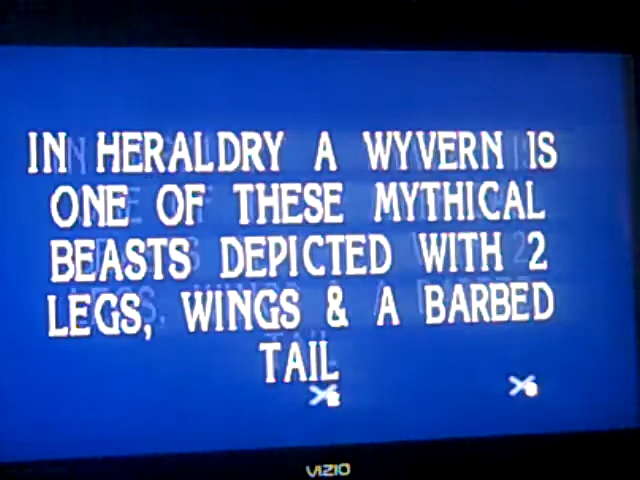 IN HERALDRY A WYVERN IS
ONE OF THESE MYTHICAL
BEASTS DEPICTED WITH 2
LEGS, WINGS & A BARBED
TAIL
VIZIO